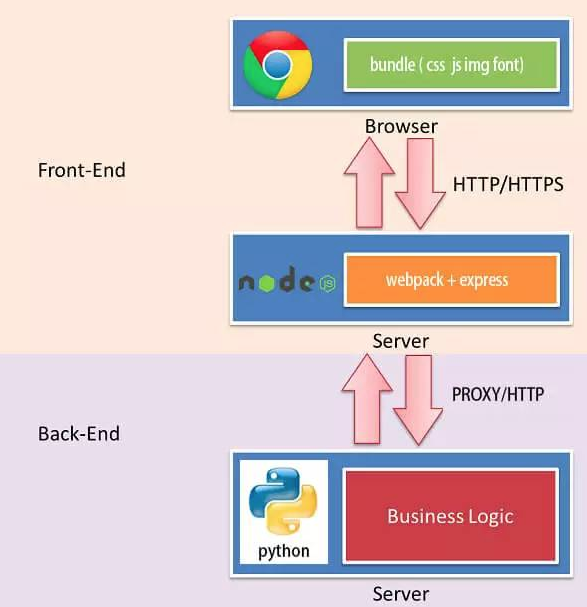 bundle ( css js img font)
Browser
Front-End
HTTP/HTTPS
node JS
webpack + express
Server
PROXY/HTTP
Back-End
Business Logic
python
Server